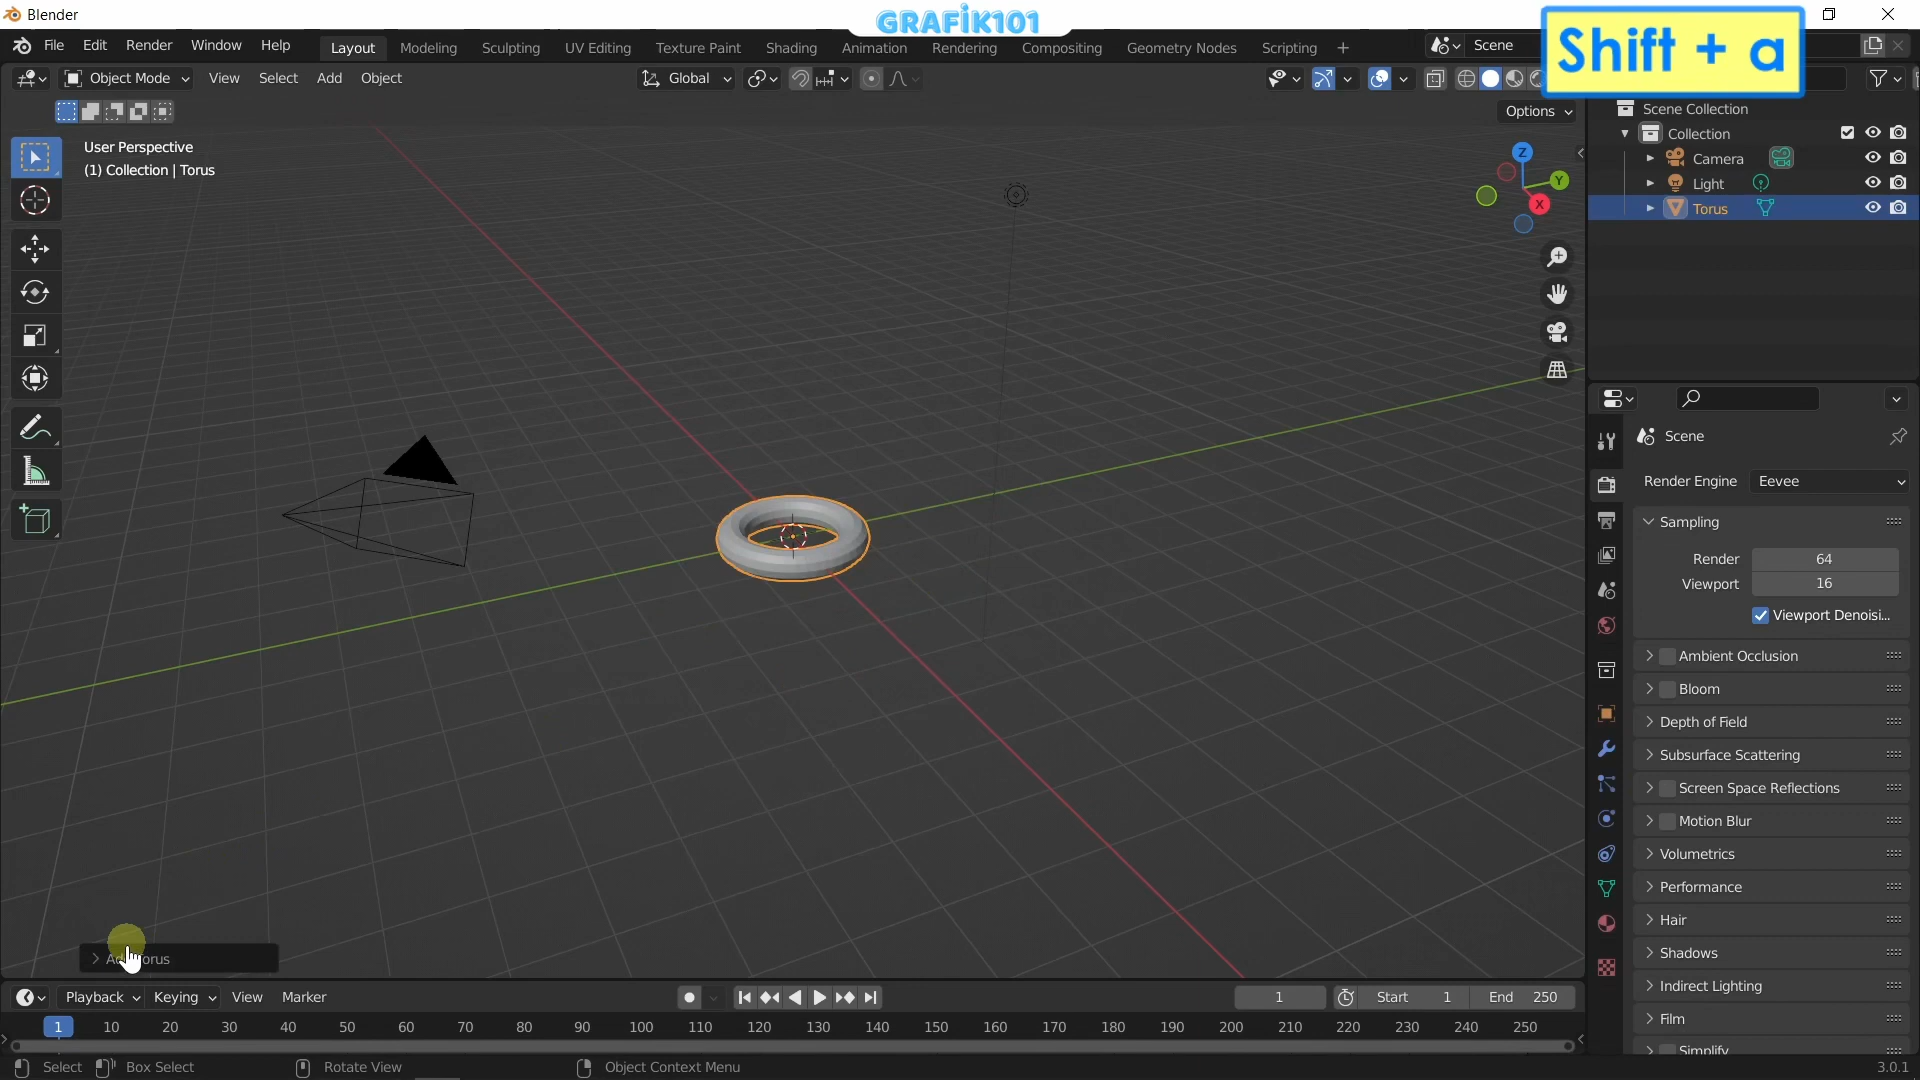 Blender
GRAFİK101
Shift + a
File Edit Render Window Help
Layout Modeling Sculpting UV Editing Texture Paint Shading Animation Rendering Compositing Geometry Nodes Scripting +
Scene
Object Mode View Select Add Object
Global
Options
User Perspective
(1) Collection | Torus
Z
Y
X
Scene Collection
Collection
Camera
Light
Torus
Scene
Render Engine Eevee
Sampling
Render 64
Viewport 16
Viewport Denoisi...
Ambient Occlusion
Bloom
Depth of Field
Subsurface Scattering
Screen Space Reflections
Motion Blur
Volumetrics
Performance
Hair
Shadows
Indirect Lighting
Film
Simplify
Playback Keying View Marker
1 Start 1 End 250
1 10 20 30 40 50 60 70 80 90 100 110 120 130 140 150 160 170 180 190 200 210 220 230 240 250
Select Box Select Rotate View Object Context Menu 3.0.1